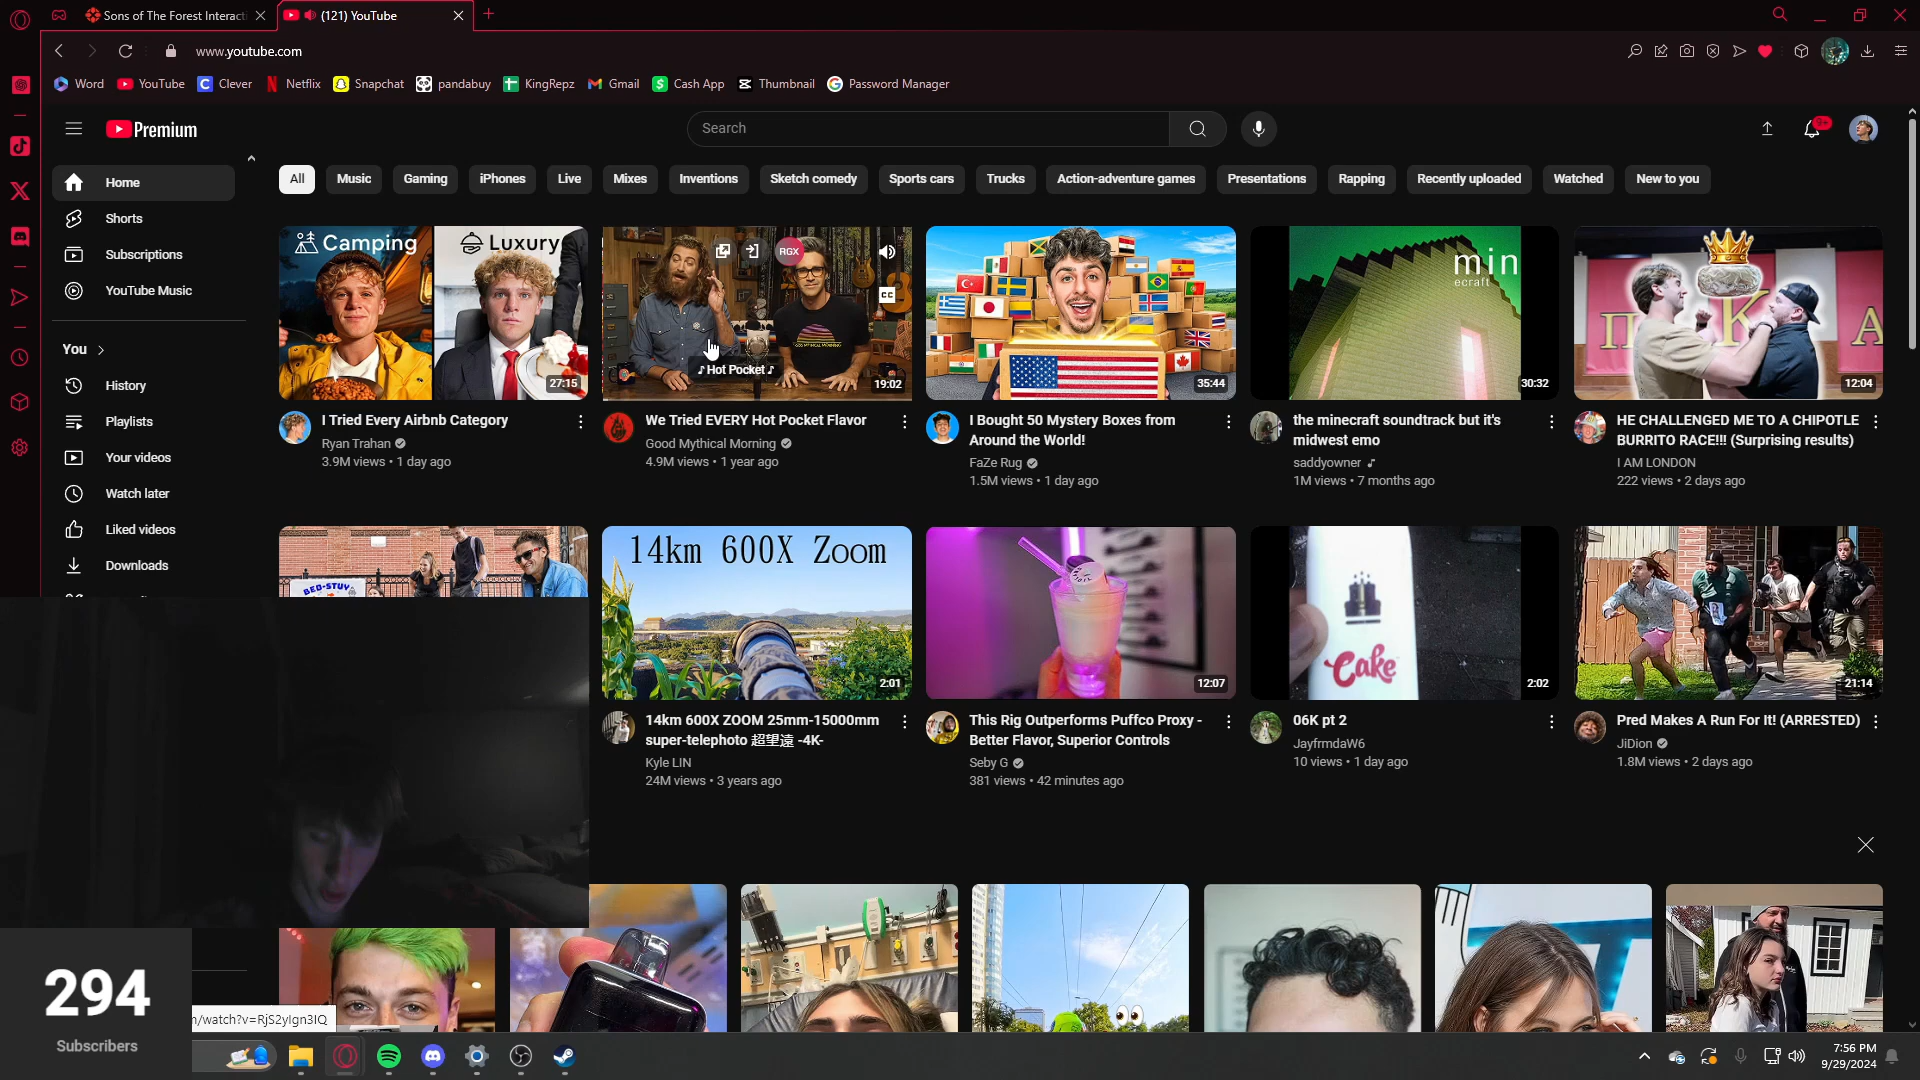 Sons of The Forest Interacti
(121) YouTube
www.youtube.com
Word
YouTube
Clever
Netflix
Snapchat
pandabuy
KingRepz
Gmail
Cash App
Thumbnail
Password Manager
Premium
Search
9+
Home
Shorts
Subscriptions
YouTube Music
You
History
Playlists
Your videos
Watch later
Liked videos
Downloads
All
Music
Gaming
iPhones
Live
Mixes
Inventions
Sketch comedy
Sports cars
Trucks
Action-adventure games
Presentations
Rapping
Recently uploaded
Watched
New to you
Camping
Luxury
27:15
I Tried Every Airbnb Category
Ryan Trahan
3.9M views • 1 day ago
RGX
CC
♪ Hot Pocket ♪
19:02
We Tried EVERY Hot Pocket Flavor
Good Mythical Morning
4.9M views • 1 year ago
35:44
I Bought 50 Mystery Boxes from
Around the World!
FaZe Rug
1.5M views • 1 day ago
min
ecraft
30:32
the minecraft soundtrack but it's
midwest emo
saddyowner
1M views • 7 months ago
Π K A
12:04
HE CHALLENGED ME TO A CHIPOTLE
BURRITO RACE!!! (Surprising results)
I AM LONDON
222 views • 2 days ago
BED-STUY
14km 600X Zoom
2:01
14km 600X ZOOM 25mm-15000mm
super-telephoto 超望遠 -4K-
Kyle LIN
24M views • 3 years ago
12:07
This Rig Outperforms Puffco Proxy -
Better Flavor, Superior Controls
Seby G
381 views • 42 minutes ago
Cake
2:02
06K pt 2
JayfrmdaW6
10 views • 1 day ago
21:14
Pred Makes A Run For It! (ARRESTED)
JiDion
1.8M views • 2 days ago
294
Subscribers
/watch?v=RjS2yIgn3IQ
7:56 PM
9/29/2024